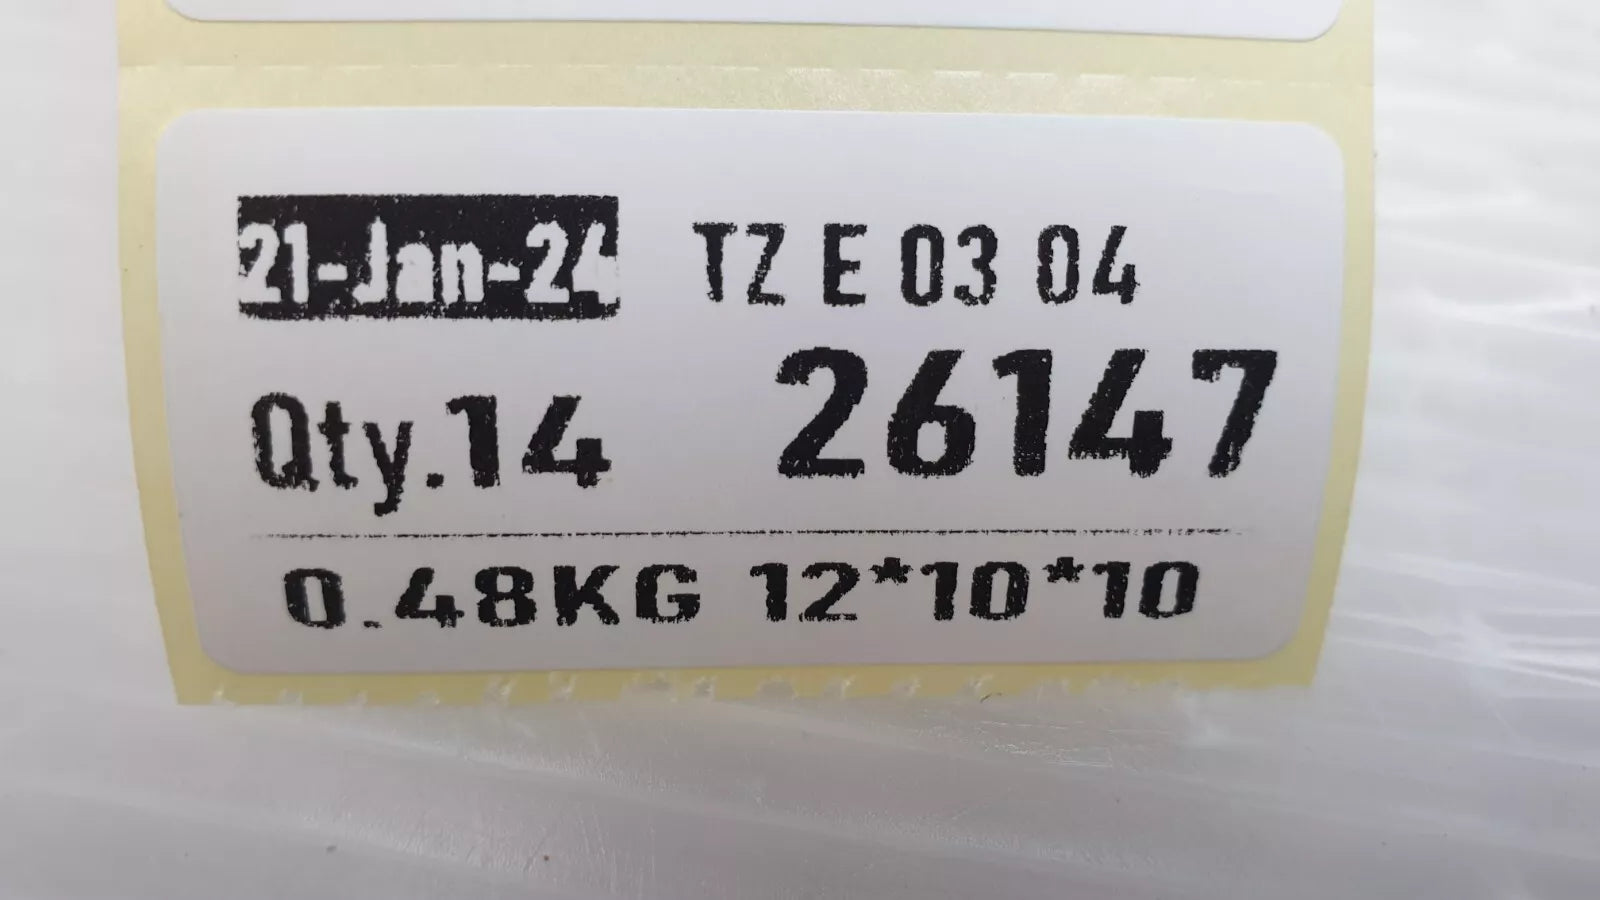 21-Jan-24 TZ E 03 04
Qty.14 26147
0.48KG 12*10*10